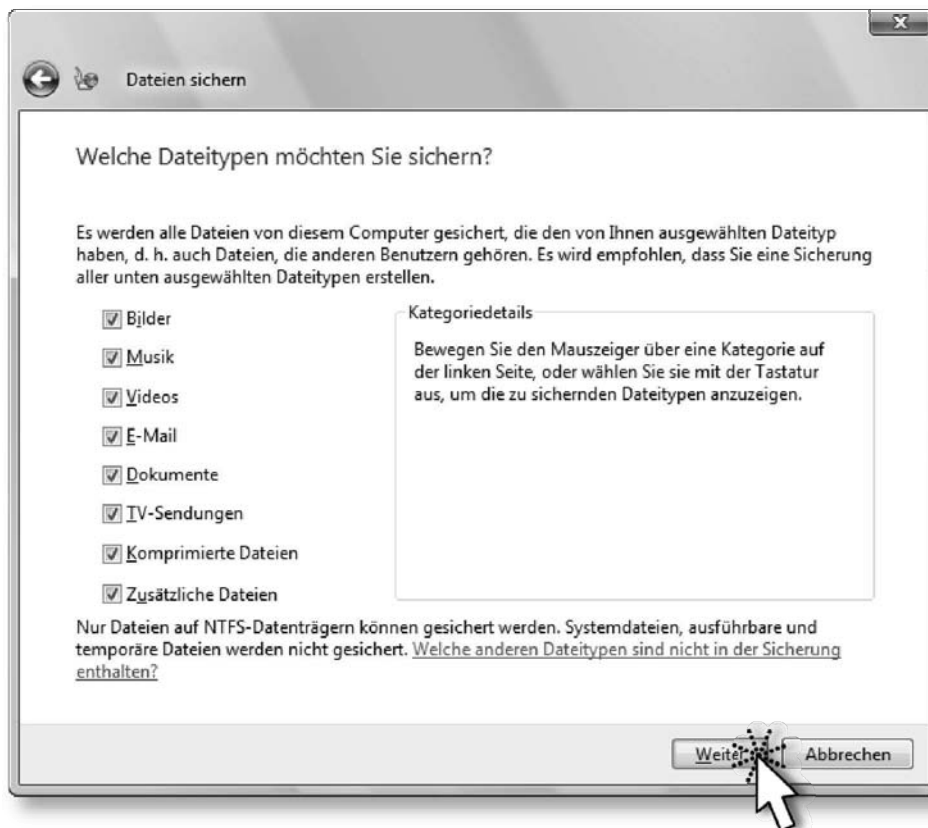 X
Dateien sichern
Welche Dateitypen möchten Sie sichern?
Es werden alle Dateien von diesem Computer gesichert, die den von Ihnen ausgewählten Dateityp
haben, d. h. auch Dateien, die anderen Benutzern gehören. Es wird empfohlen, dass Sie eine Sicherung
aller unten ausgewählten Dateitypen erstellen.
Bilder
Musik
Videos
E-Mail
Dokumente
TV-Sendungen
Komprimierte Dateien
Zusätzliche Dateien
Kategoriedetails
Bewegen Sie den Mauszeiger über eine Kategorie auf
der linken Seite, oder wählen Sie sie mit der Tastatur
aus, um die zu sichernden Dateitypen anzuzeigen.
Nur Dateien auf NTFS-Datenträgern können gesichert werden. Systemdateien, ausführbare und
temporäre Dateien werden nicht gesichert. Welche anderen Dateitypen sind nicht in der Sicherung
enthalten?
Weiter Abbrechen